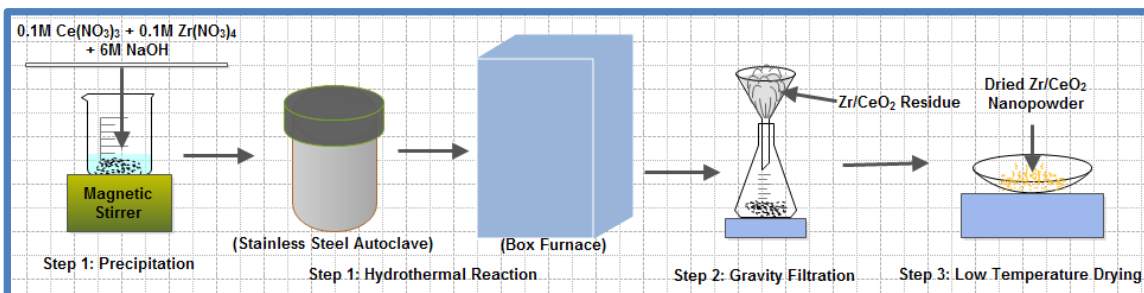 0.1M Ce(NO₃)₃ + 0.1M Zr(NO₃)₄
+ 6M NaOH
Magnetic
Stirrer
Step 1: Precipitation
(Stainless Steel Autoclave)
(Box Furnace)
Step 1: Hydrothermal Reaction
Zr/CeO₂ Residue
Step 2: Gravity Filtration
Dried Zr/CeO₂
Nanopowder
Step 3: Low Temperature Drying